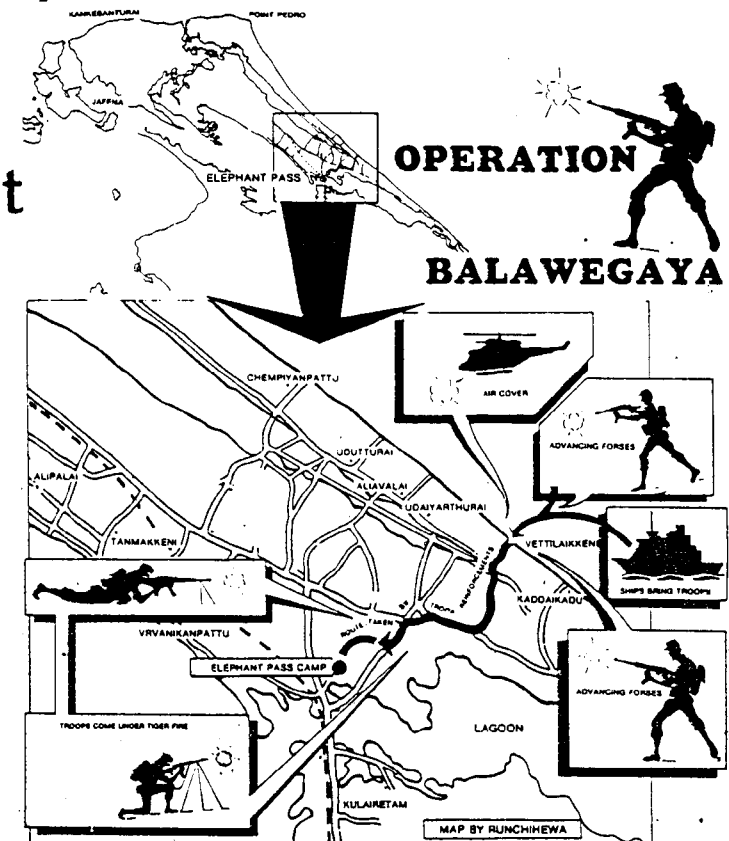 KANKESANTURAI
POINT PEDRO
JAFFNA
t
ELEPHANT PASS
OPERATION
BALAWEGAYA
AIR COVER
CHEMPIYANPATTU
ADVANCING FORSES
UDUTTURAI
ALIPALAI
ALIAVALAI
UDAIYARTHURAI
TANMAKKENI
VETTILAIKKENI
SHIPS BRING TROOPS
KADDAIKADU
ROUTE TAKEN BY TROPP REINFORCEMENTS
VRVANIKANPATTU
ELEPHANT PASS CAMP
ADVANCING FORSES
TROOPS COME UNDER TIGER FIRE
LAGOON
KULAIRETAM
MAP BY RUNCHIHEWA